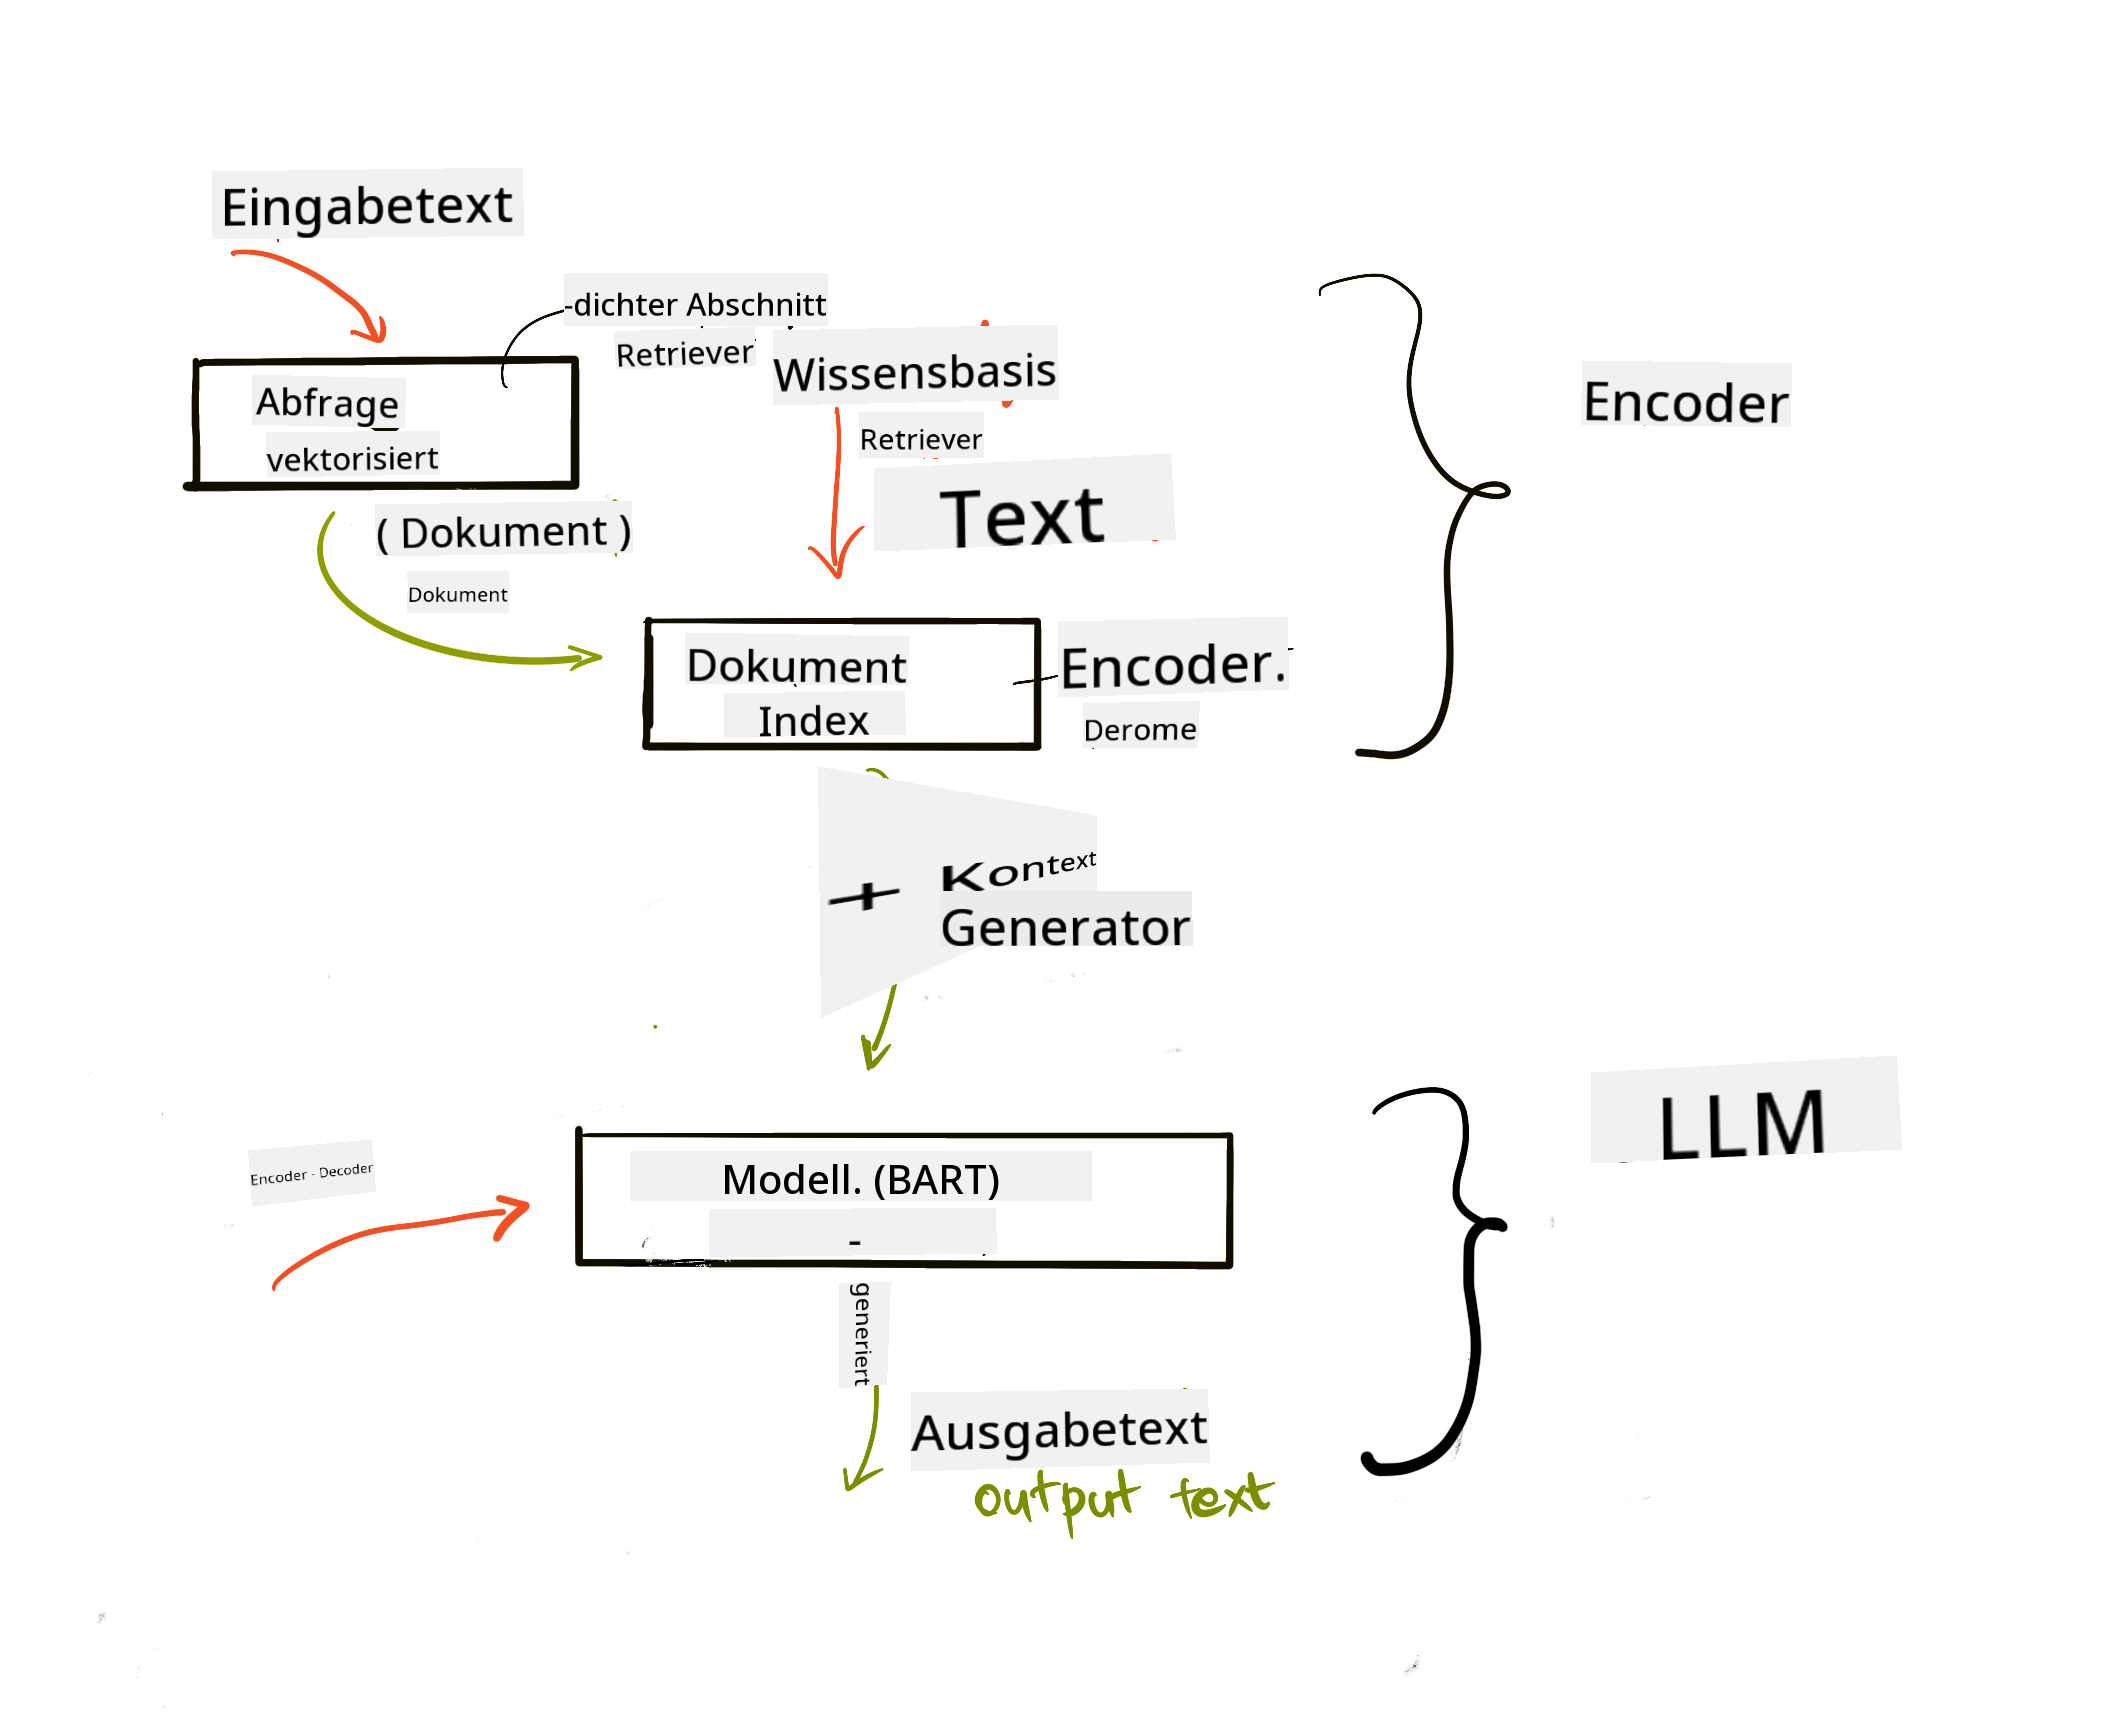 Eingabetext
-dichter Abschnitt
Retriever
Wissensbasis
Abfrage
vektorisiert
Retriever
Encoder
Text
( Dokument )
Dokument
Dokument
Index
Encoder.
Derome
+ Kontext
Generator
LLM
Encoder - Decoder
Modell. (BART)
-
generiert
Ausgabetext
output text